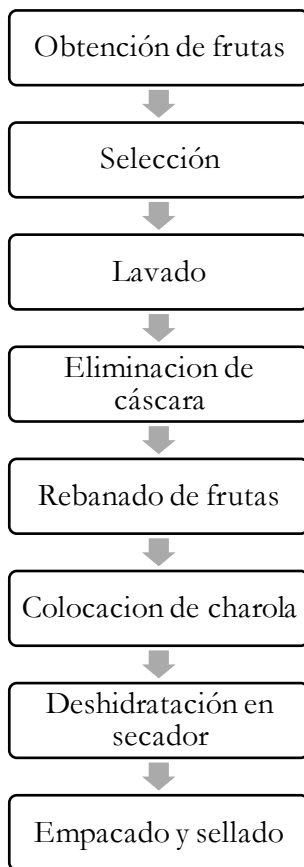 Obtención de frutas
Selección
Lavado
Eliminacion de
cáscara
Rebanado de frutas
Colocacion de charola
Deshidratación en
secador
Empacado y sellado